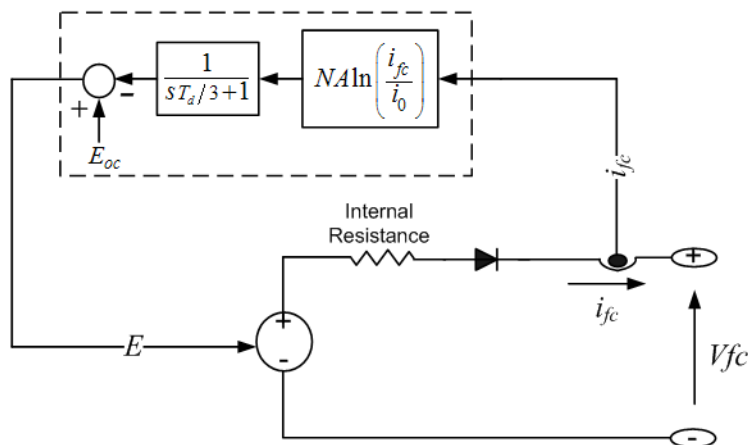 1
sT_d/3+1
NA ln(i_fc/i_0)
+
−
E_oc
i_fc
Internal
Resistance
+
i_fc
+
-
E
Vfc
-